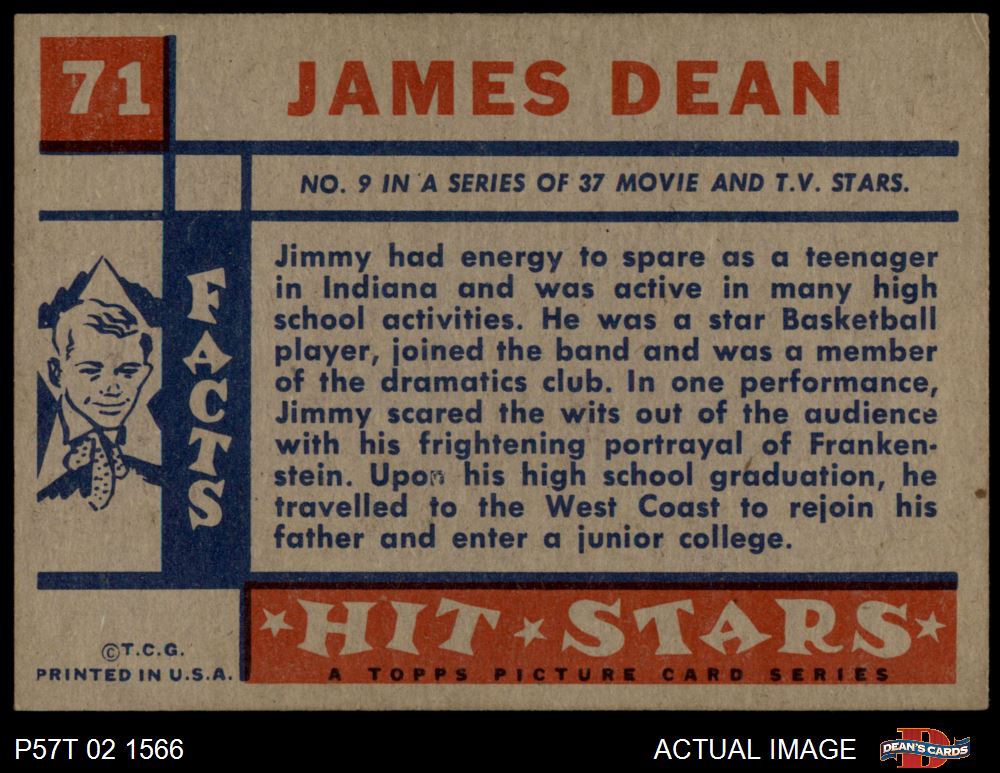 71
JAMES DEAN
NO. 9 IN A SERIES OF 37 MOVIE AND T.V. STARS.
FACTS
Jimmy had energy to spare as a teenager
in Indiana and was active in many high
school activities. He was a star Basketball
player, joined the band and was a member
of the dramatics club. In one performance,
Jimmy scared the wits out of the audience
with his frightening portrayal of Franken-
stein. Upon his high school graduation, he
travelled to the West Coast to rejoin his
father and enter a junior college.
HIT STARS
A TOPPS PICTURE CARD SERIES
©T.C.G.
PRINTED IN U.S.A.
P57T 02 1566
ACTUAL IMAGE
D
DEAN'S CARDS